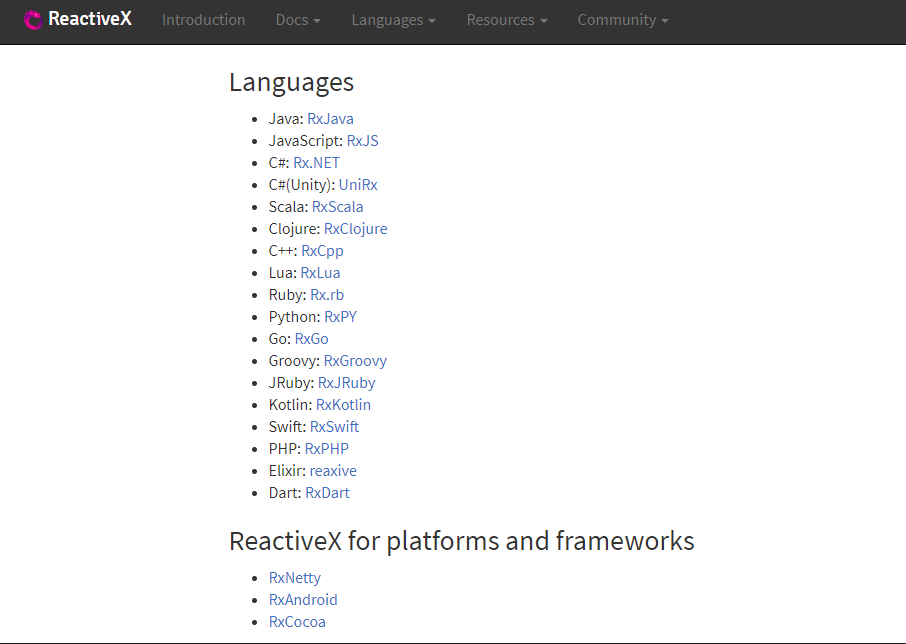 ReactiveX Introduction Docs Languages Resources Community
Languages
Java: RxJava
JavaScript: RxJS
C#: Rx.NET
C#(Unity): UniRx
Scala: RxScala
Clojure: RxClojure
C++: RxCpp
Lua: RxLua
Ruby: Rx.rb
Python: RxPY
Go: RxGo
Groovy: RxGroovy
JRuby: RxJRuby
Kotlin: RxKotlin
Swift: RxSwift
PHP: RxPHP
Elixir: reaxive
Dart: RxDart
ReactiveX for platforms and frameworks
RxNetty
RxAndroid
RxCocoa